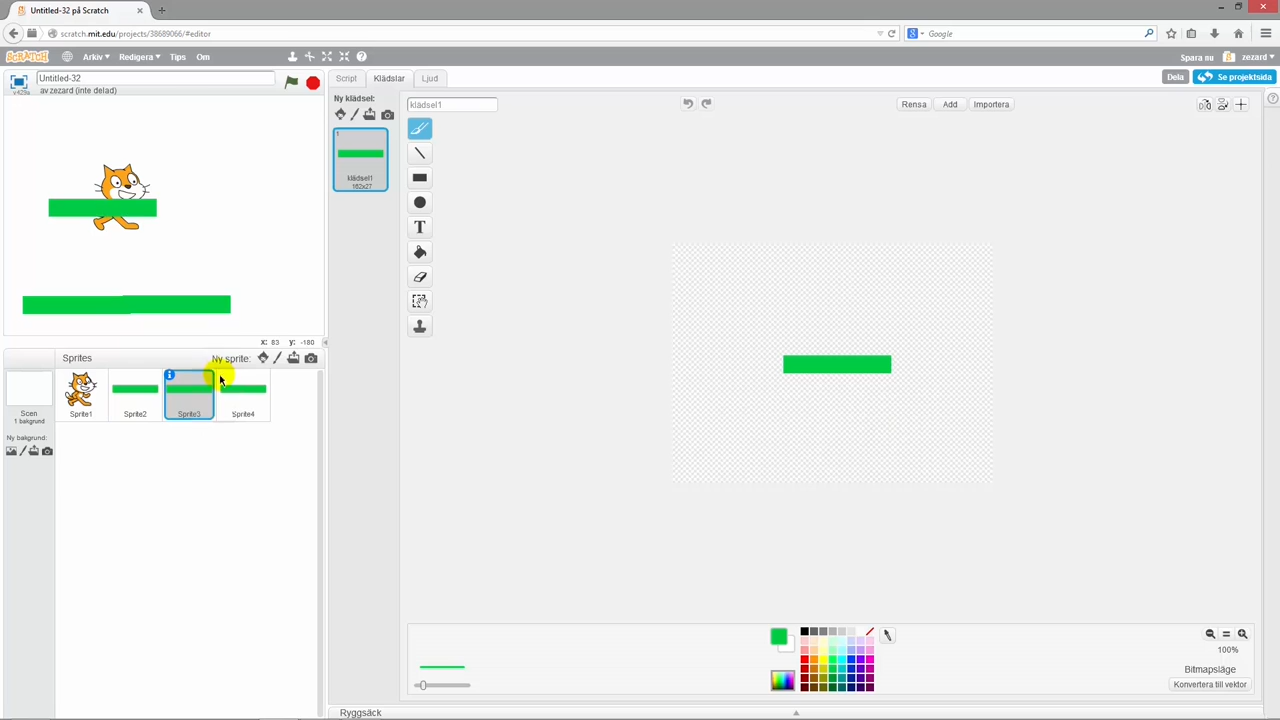 Untitled-32 på Scratch
scratch.mit.edu/projects/38689066/#editor
Google
SCRATCH
Arkiv
Redigera
Tips
Om
Spara nu
zezard
Untitled-32
av zezard (inte delad)
v429a
Script
Klädslar
Ljud
Dela
Se projektsida
Ny klädsel:
klädsel1
Rensa
Add
Importera
1
klädsel1
162x27
T
x: 83 y: -180
Sprites
Ny sprite:
Scen
1 bakgrund
Ny bakgrund:
Sprite1
Sprite2
Sprite3
Sprite4
100%
Bitmapsläge
Konvertera till vektor
Ryggsäck